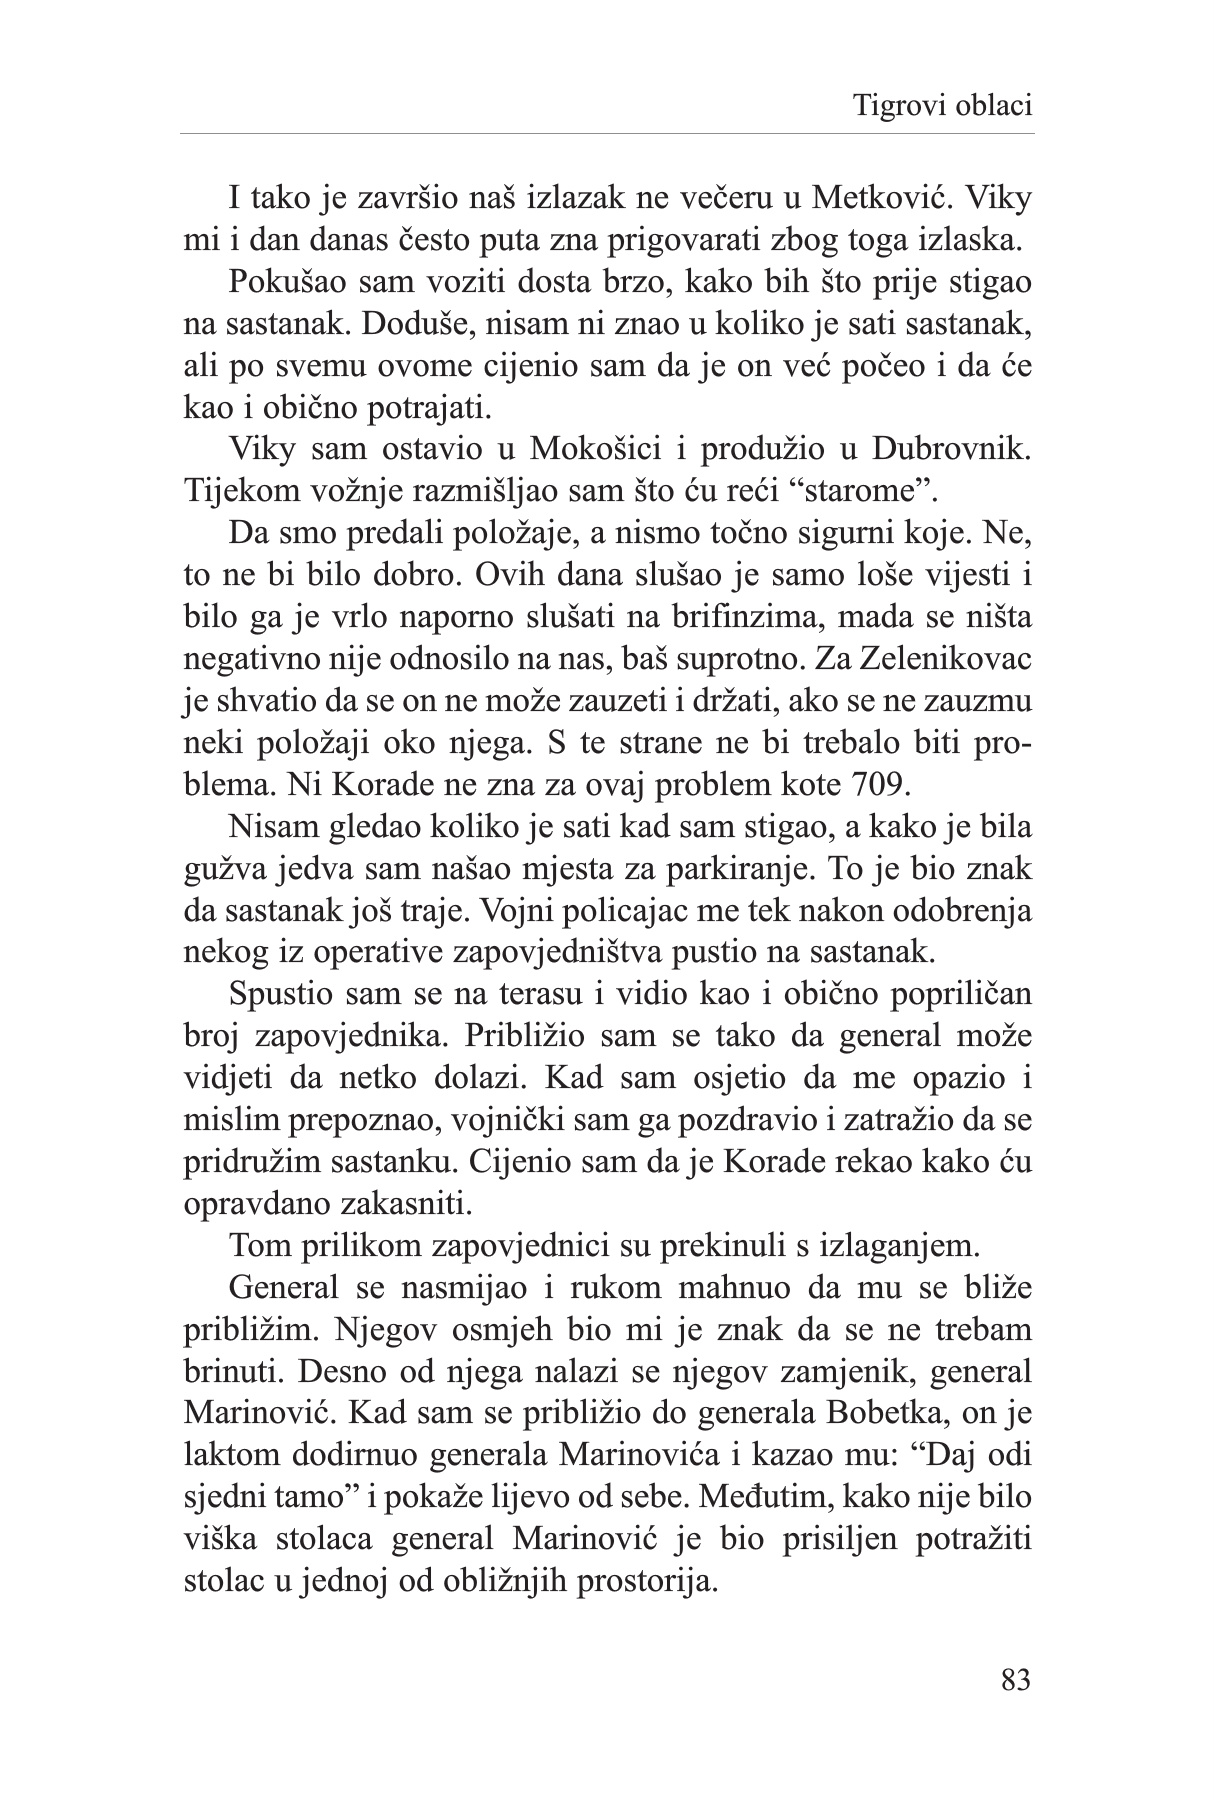 Tigrovi oblaci
I tako je završio naš izlazak ne večeru u Metković. Viky
mi i dan danas često puta zna prigovarati zbog toga izlaska.
Pokušao sam voziti dosta brzo, kako bih što prije stigao
na sastanak. Doduše, nisam ni znao u koliko je sati sastanak,
ali po svemu ovome cijenio sam da je on već počeo i da će
kao i obično potrajati.
Viky sam ostavio u Mokošici i produžio u Dubrovnik.
Tijekom vožnje razmišljao sam što ću reći “starome”.
Da smo predali položaje, a nismo točno sigurni koje. Ne,
to ne bi bilo dobro. Ovih dana slušao je samo loše vijesti i
bilo ga je vrlo naporno slušati na brifinzima, mada se ništa
negativno nije odnosilo na nas, baš suprotno. Za Zelenikovac
je shvatio da se on ne može zauzeti i držati, ako se ne zauzmu
neki položaji oko njega. S te strane ne bi trebalo biti pro-
blema. Ni Korade ne zna za ovaj problem kote 709.
Nisam gledao koliko je sati kad sam stigao, a kako je bila
gužva jedva sam našao mjesta za parkiranje. To je bio znak
da sastanak još traje. Vojni policajac me tek nakon odobrenja
nekog iz operative zapovjedništva pustio na sastanak.
Spustio sam se na terasu i vidio kao i obično popriličan
broj zapovjednika. Približio sam se tako da general može
vidjeti da netko dolazi. Kad sam osjetio da me opazio i
mislim prepoznao, vojnički sam ga pozdravio i zatražio da se
pridružim sastanku. Cijenio sam da je Korade rekao kako ću
opravdano zakasniti.
Tom prilikom zapovjednici su prekinuli s izlaganjem.
General se nasmijao i rukom mahnuo da mu se bliže
približim. Njegov osmjeh bio mi je znak da se ne trebam
brinuti. Desno od njega nalazi se njegov zamjenik, general
Marinović. Kad sam se približio do generala Bobetka, on je
laktom dodirnuo generala Marinovića i kazao mu: “Daj odi
sjedni tamo” i pokaže lijevo od sebe. Međutim, kako nije bilo
viška stolaca general Marinović je bio prisiljen potražiti
stolac u jednoj od obližnjih prostorija.
83